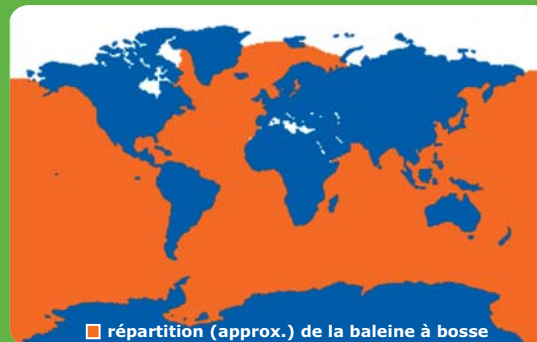 répartition (approx.) de la baleine à bosse